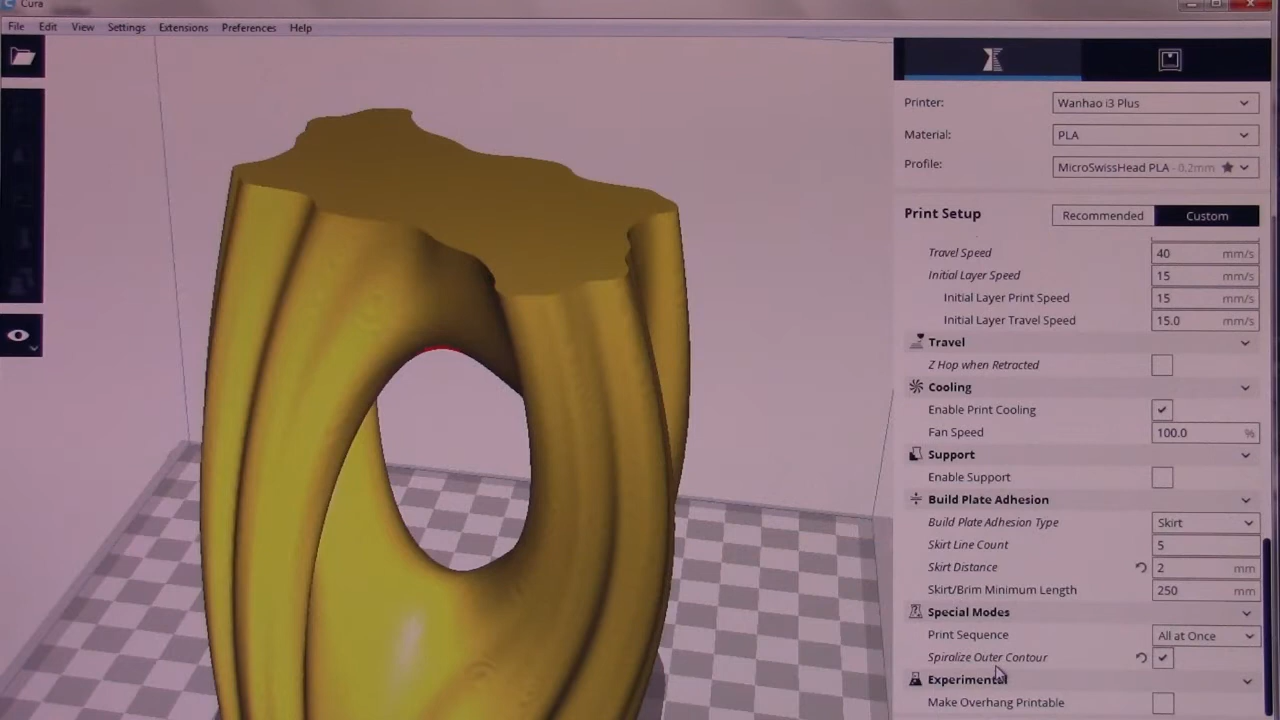 Cura
File Edit View Settings Extensions Preferences Help
Printer: Wanhao i3 Plus
Material: PLA
Profile: MicroSwissHead PLA - 0.2mm
Print Setup Recommended Custom
Travel Speed 40 mm/s
Initial Layer Speed 15 mm/s
Initial Layer Print Speed 15 mm/s
Initial Layer Travel Speed 15.0 mm/s
Travel
Z Hop when Retracted
Cooling
Enable Print Cooling
Fan Speed 100.0 %
Support
Enable Support
Build Plate Adhesion
Build Plate Adhesion Type Skirt
Skirt Line Count 5
Skirt Distance 2 mm
Skirt/Brim Minimum Length 250 mm
Special Modes
Print Sequence All at Once
Spiralize Outer Contour
Experimental
Make Overhang Printable